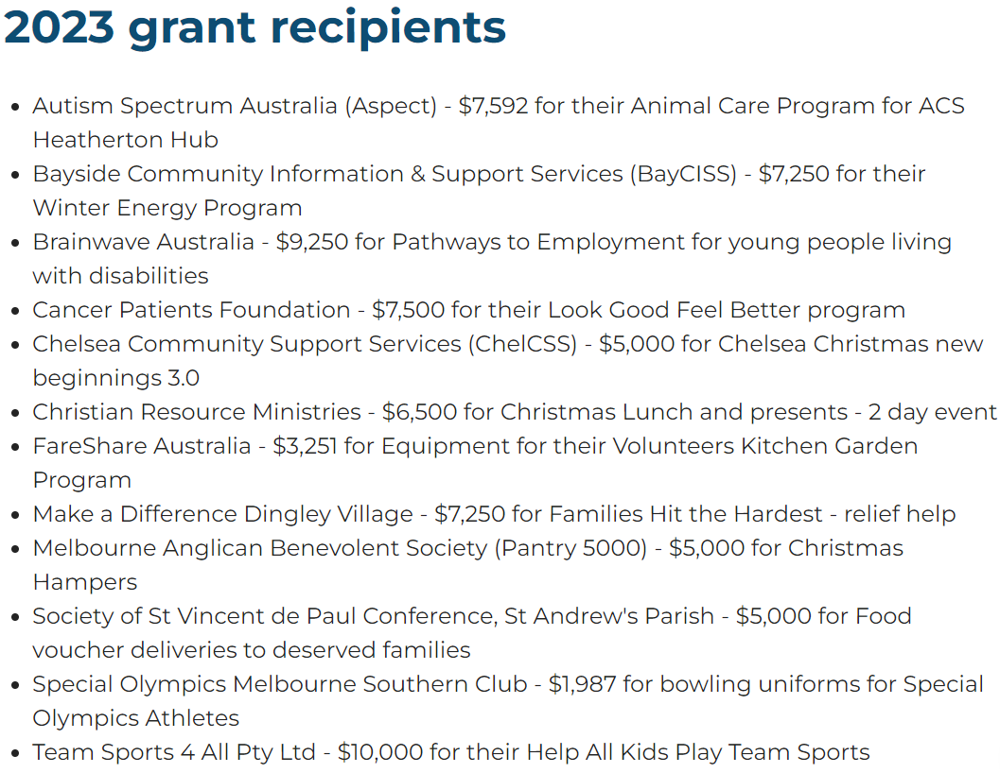 2023 grant recipients
• Autism Spectrum Australia (Aspect) - $7,592 for their Animal Care Program for ACS
Heatherton Hub
• Bayside Community Information & Support Services (BayCISS) - $7,250 for their
Winter Energy Program
• Brainwave Australia - $9,250 for Pathways to Employment for young people living
with disabilities
• Cancer Patients Foundation - $7,500 for their Look Good Feel Better program
• Chelsea Community Support Services (ChelCSS) - $5,000 for Chelsea Christmas new
beginnings 3.0
• Christian Resource Ministries - $6,500 for Christmas Lunch and presents - 2 day event
• FareShare Australia - $3,251 for Equipment for their Volunteers Kitchen Garden
Program
• Make a Difference Dingley Village - $7,250 for Families Hit the Hardest - relief help
• Melbourne Anglican Benevolent Society (Pantry 5000) - $5,000 for Christmas
Hampers
• Society of St Vincent de Paul Conference, St Andrew's Parish - $5,000 for Food
voucher deliveries to deserved families
• Special Olympics Melbourne Southern Club - $1,987 for bowling uniforms for Special
Olympics Athletes
• Team Sports 4 All Pty Ltd - $10,000 for their Help All Kids Play Team Sports